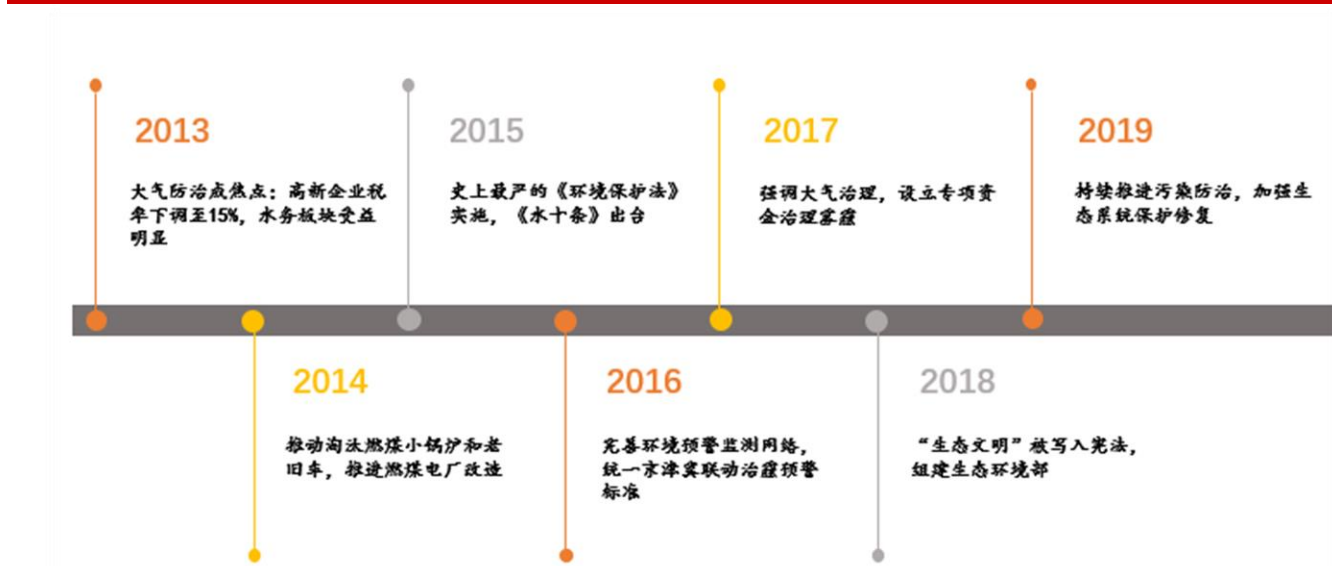 2013
大气防治成焦点：高新企业税
率下调至15%，水务板块受益
明显
2014
推动淘汰燃煤小锅炉和老
旧车，推进燃煤电厂改造
2015
史上最严的《环境保护法》
实施，《水十条》出台
2016
完善环境预警监测网络，
统一京津冀联动治霾预警
标准
2017
强调大气治理，设立专项资
金治理雾霾
2018
“生态文明”被写入宪法，
组建生态环境部
2019
持续推进污染防治，加强生
态系统保护修复